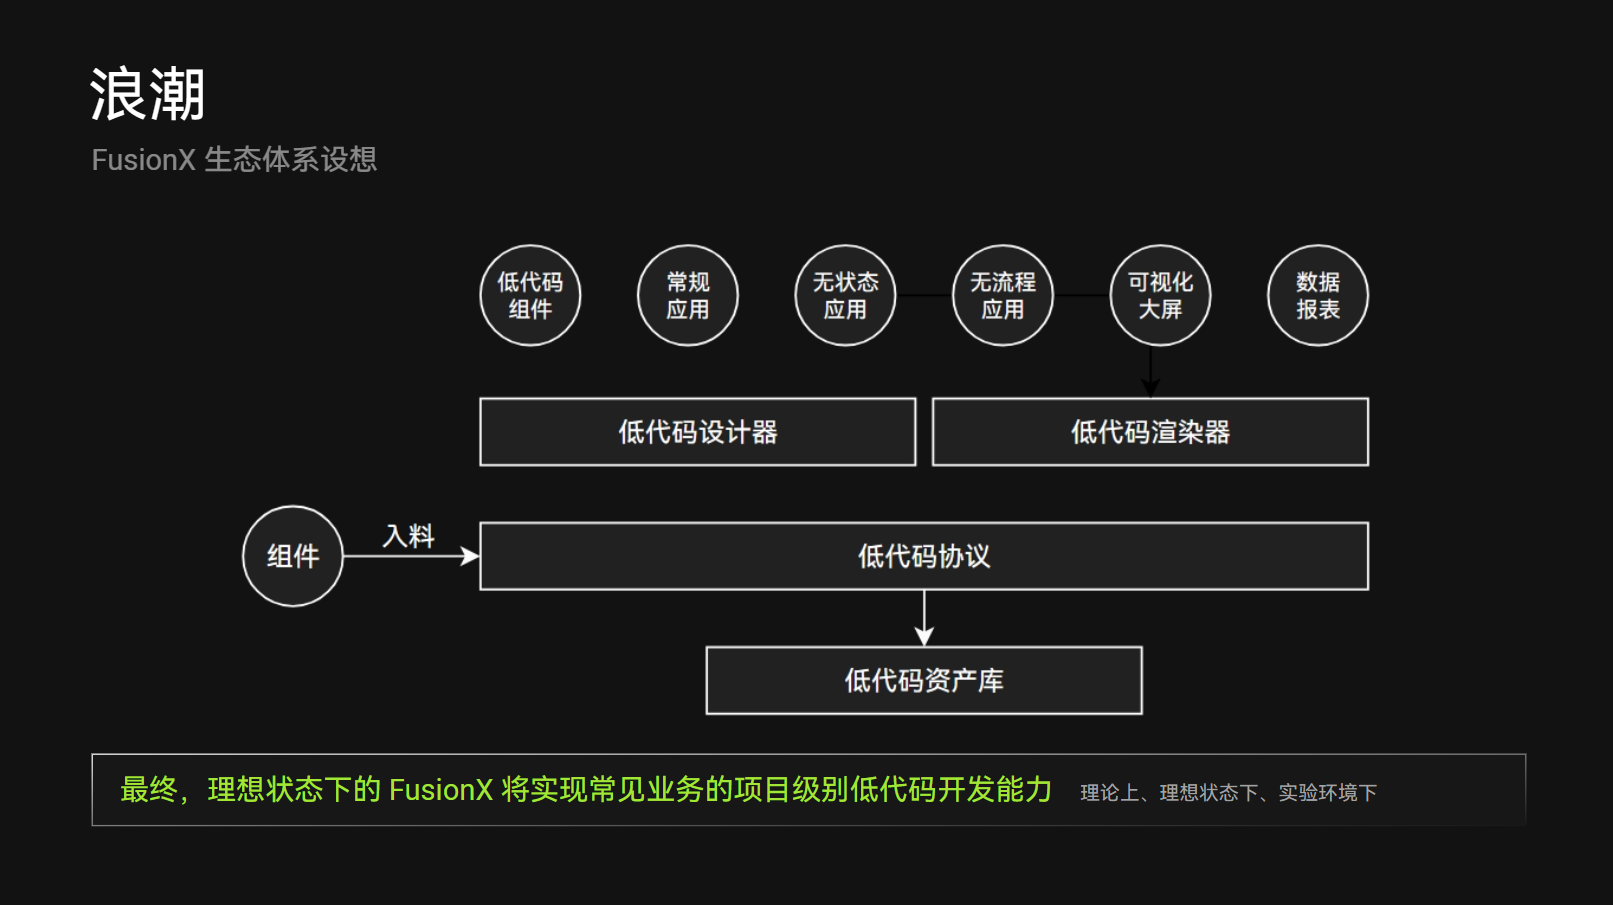 浪潮
FusionX 生态体系设想
低代码
组件
常规
应用
无状态
应用
无流程
应用
可视化
大屏
数据
报表
低代码设计器
低代码渲染器
组件
入料
低代码协议
低代码资产库
最终，理想状态下的 FusionX 将实现常见业务的项目级别低代码开发能力 理论上、理想状态下、实验环境下